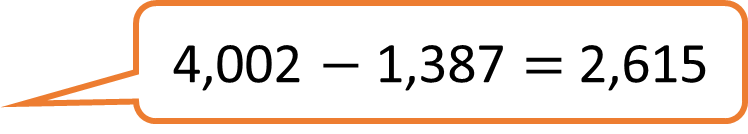 4,002 − 1,387 = 2,615